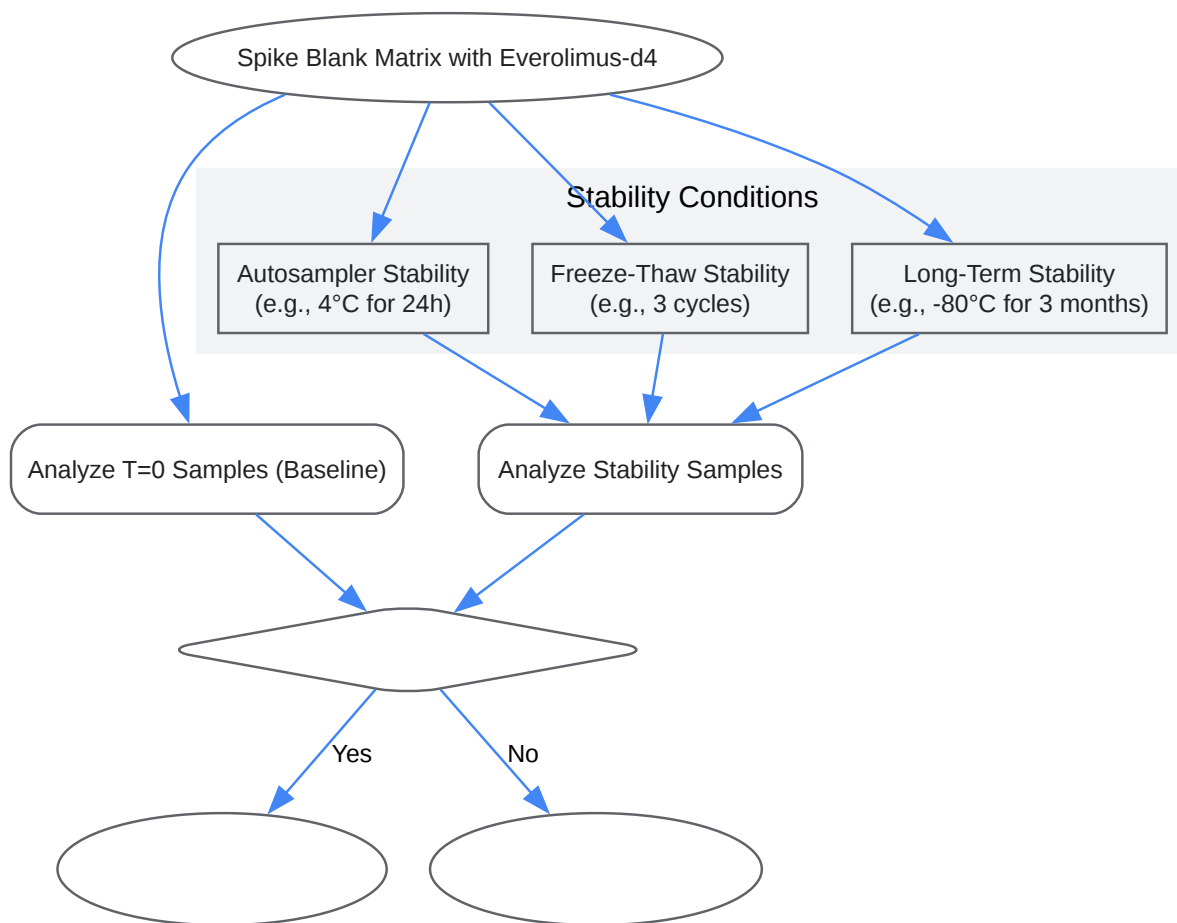 Spike Blank Matrix with Everolimus-d4
Stability Conditions
Autosampler Stability
(e.g., 4°C for 24h)
Freeze-Thaw Stability
(e.g., 3 cycles)
Long-Term Stability
(e.g., -80°C for 3 months)
Analyze T=0 Samples (Baseline)
Analyze Stability Samples
Yes
No